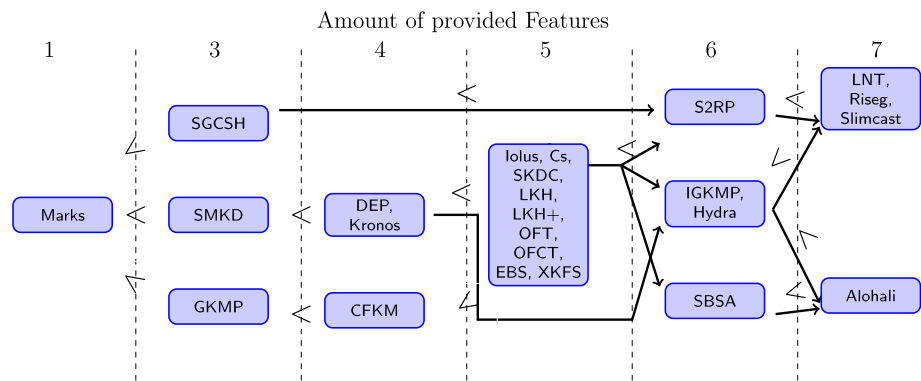 Amount of provided Features
1
3
4
5
6
7
Marks
SGCSH
SMKD
GKMP
DEP,
Kronos
CFKM
Iolus, Cs,
SKDC,
LKH,
LKH+,
OFT,
OFCT,
EBS, XKFS
S2RP
IGKMP,
Hydra
SBSA
LNT,
Riseg,
Slimcast
Alohali
<
<
<
<
<
<
<
<
<
<
<
<
<